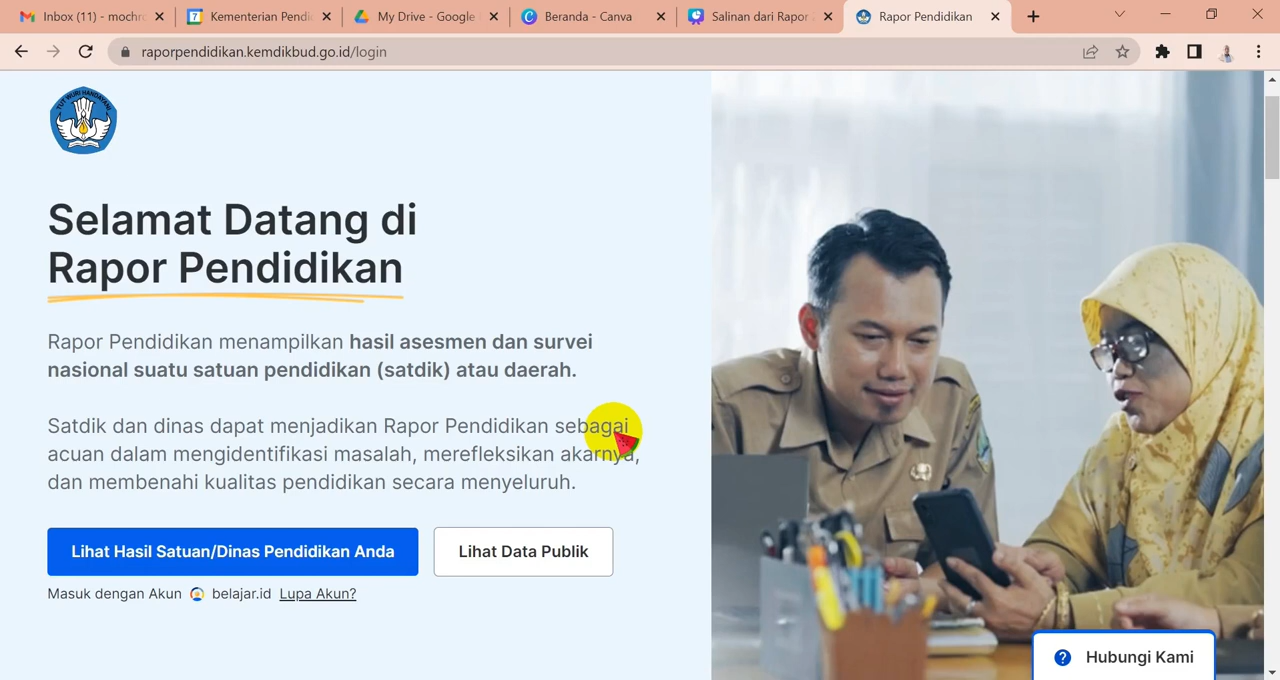 Inbox (11) - mochr
Kementerian Pendi
My Drive - Google
Beranda - Canva
Salinan dari Rapor
Rapor Pendidikan
raporpendidikan.kemdikbud.go.id/login
TUT WURI HANDAYANI
Selamat Datang di
Rapor Pendidikan
Rapor Pendidikan menampilkan hasil asesmen dan survei
nasional suatu satuan pendidikan (satdik) atau daerah.
Satdik dan dinas dapat menjadikan Rapor Pendidikan sebagai
acuan dalam mengidentifikasi masalah, merefleksikan akarnya,
dan membenahi kualitas pendidikan secara menyeluruh.
Lihat Hasil Satuan/Dinas Pendidikan Anda
Lihat Data Publik
Masuk dengan Akun belajar.id Lupa Akun?
Hubungi Kami